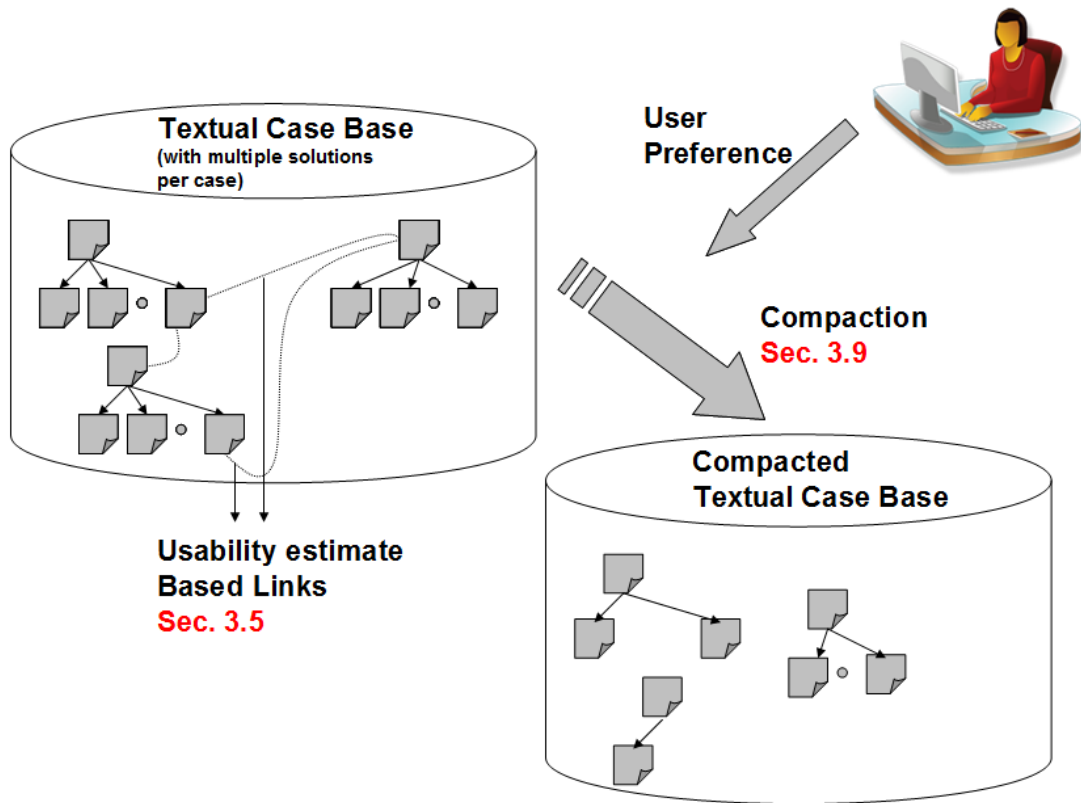 Textual Case Base
(with multiple solutions
per case)
User
Preference
Compaction
Sec. 3.9
Usability estimate
Based Links
Sec. 3.5
Compacted
Textual Case Base